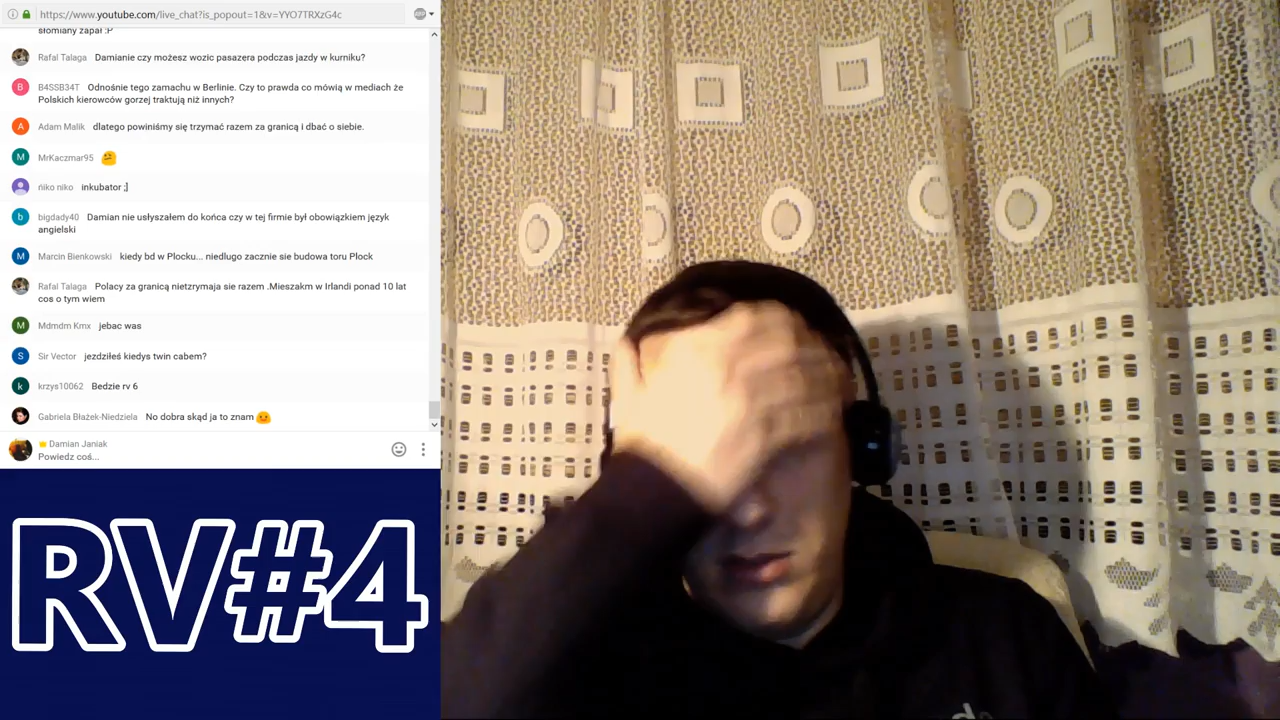 https://www.youtube.com/live_chat?is_popout=1&v=YYO7TRXzG4c
słomiany zapał :P
Rafal Talaga Damianie czy możesz wozic pasazera podczas jazdy w kurniku?
B4SSB34T Odnośnie tego zamachu w Berlinie. Czy to prawda co mówią w mediach że
Polskich kierowców gorzej traktują niż innych?
Adam Malik dlatego powiniśmy się trzymać razem za granicą i dbać o siebie.
MrKaczmar95
ńiko niko inkubator ;]
bigdady40 Damian nie usłyszałem do końca czy w tej firmie był obowiązkiem język
angielski
Marcin Bienkowski kiedy bd w Plocku... niedlugo zacznie sie budowa toru Plock
Rafal Talaga Polacy za granicą nietzrymaja sie razem .Mieszakm w Irlandi ponad 10 lat
cos o tym wiem
Mdmdm Kmx jebac was
Sir Vector jezdziłeś kiedys twin cabem?
krzys10062 Bedzie rv 6
Gabriela Błażek-Niedziela No dobra skąd ja to znam
Damian Janiak
Powiedz coś...
RV#4